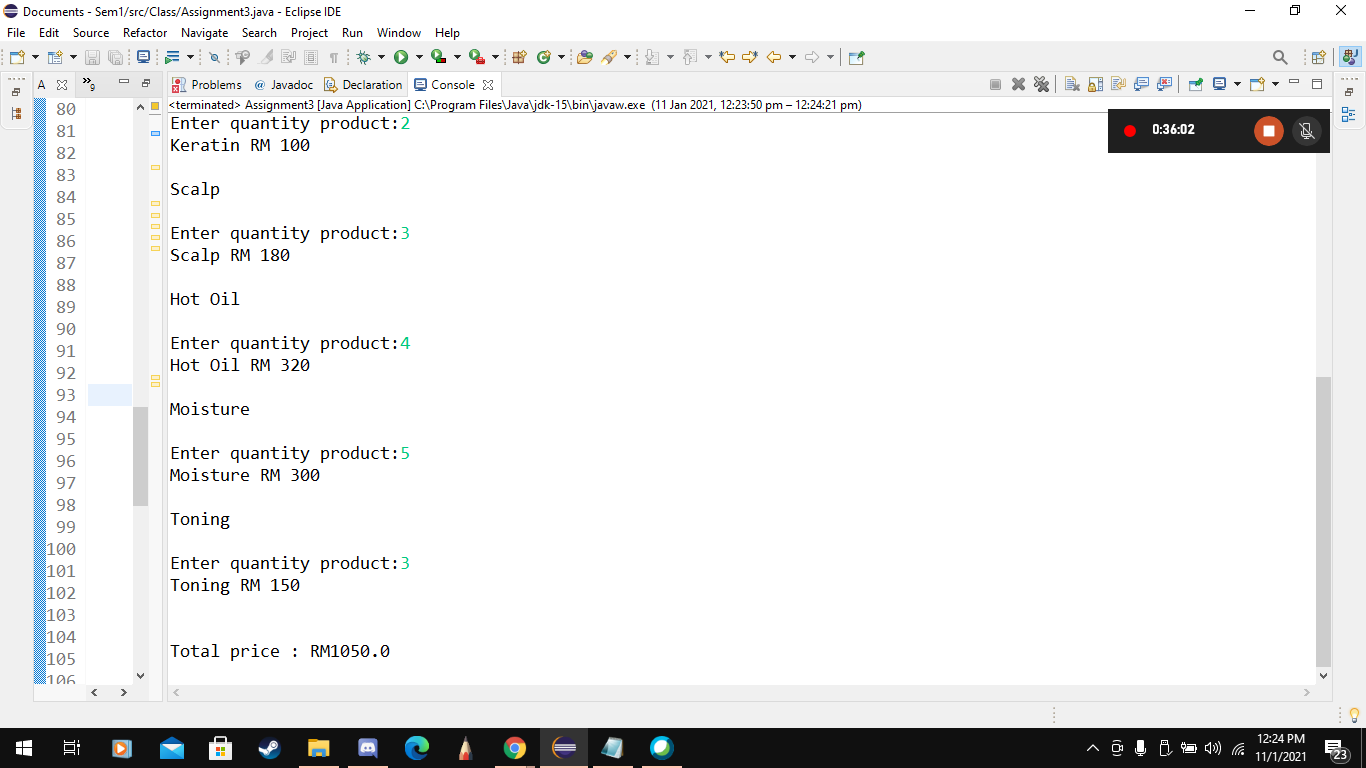 Documents - Sem1/src/Class/Assignment3.java - Eclipse IDE
File Edit Source Refactor Navigate Search Project Run Window Help
A 9 Problems @ Javadoc Declaration Console
<terminated> Assignment3 [Java Application] C:\Program Files\Java\jdk-15\bin\javaw.exe (11 Jan 2021, 12:23:50 pm – 12:24:21 pm)
0:36:02
80
81
82
83
84
85
86
87
88
89
90
91
92
93
94
95
96
97
98
99
100
101
102
103
104
105
106
Enter quantity product:2
Keratin RM 100
Scalp
Enter quantity product:3
Scalp RM 180
Hot Oil
Enter quantity product:4
Hot Oil RM 320
Moisture
Enter quantity product:5
Moisture RM 300
Toning
Enter quantity product:3
Toning RM 150
Total price : RM1050.0
12:24 PM
11/1/2021
23